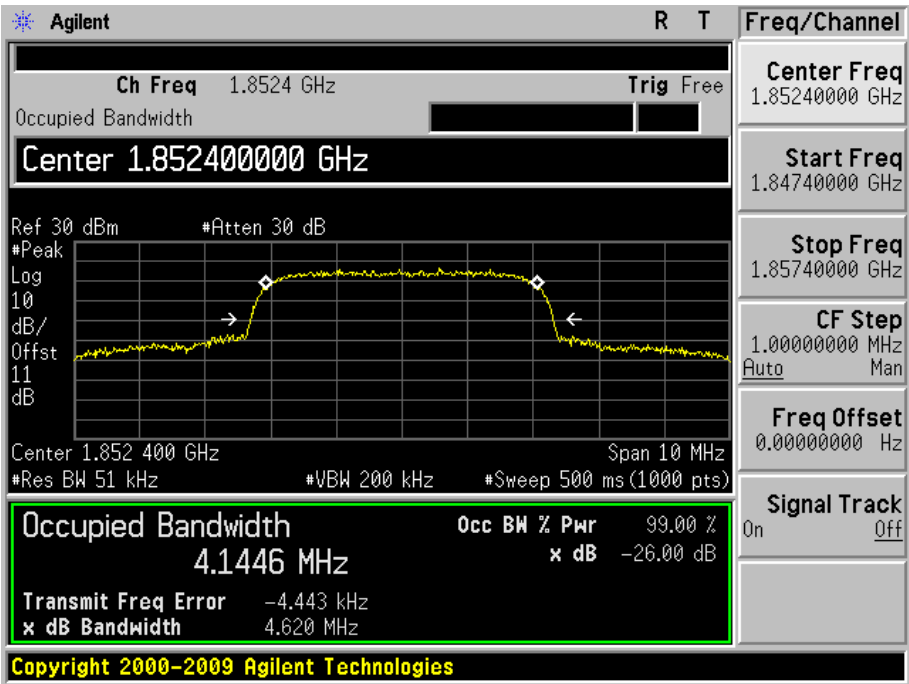 Agilent R T
Ch Freq 1.8524 GHz Trig Free
Occupied Bandwidth
Center 1.852400000 GHz
Ref 30 dBm #Atten 30 dB
#Peak
Log
10
dB/
Offst
11
dB
Center 1.852 400 GHz Span 10 MHz
#Res BW 51 kHz #VBW 200 kHz #Sweep 500 ms (1000 pts)
Occupied Bandwidth Occ BW % Pwr 99.00 %
4.1446 MHz x dB -26.00 dB
Transmit Freq Error -4.443 kHz
x dB Bandwidth 4.620 MHz
Copyright 2000-2009 Agilent Technologies
Freq/Channel
Center Freq
1.85240000 GHz
Start Freq
1.84740000 GHz
Stop Freq
1.85740000 GHz
CF Step
1.00000000 MHz
Auto Man
Freq Offset
0.00000000 Hz
Signal Track
On Off